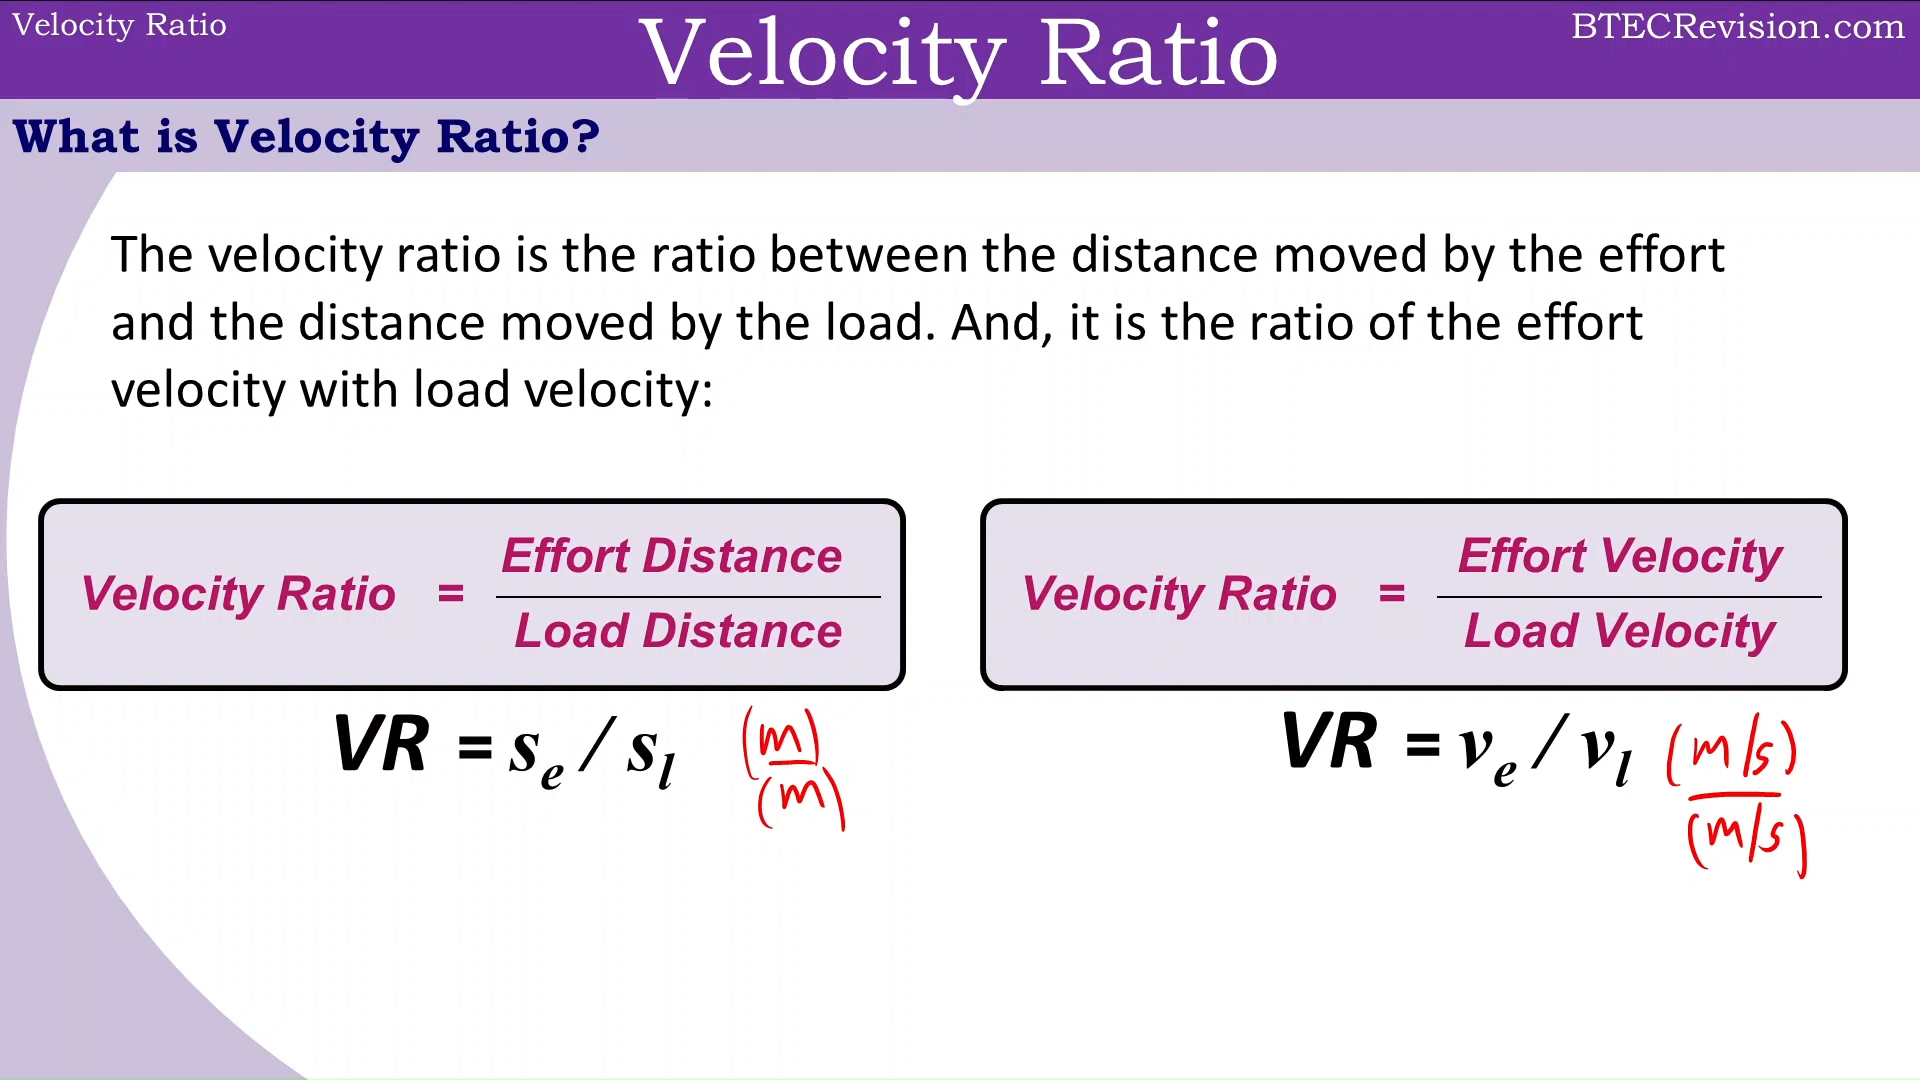 Velocity Ratio
Velocity Ratio
BTECRevision.com
What is Velocity Ratio?
The velocity ratio is the ratio between the distance moved by the effort
and the distance moved by the load. And, it is the ratio of the effort
velocity with load velocity:
Velocity Ratio = Effort Distance
Load Distance
Velocity Ratio = Effort Velocity
Load Velocity
VR = se / sl (m)
(m)
VR = ve / vl (m/s)
(m/s)